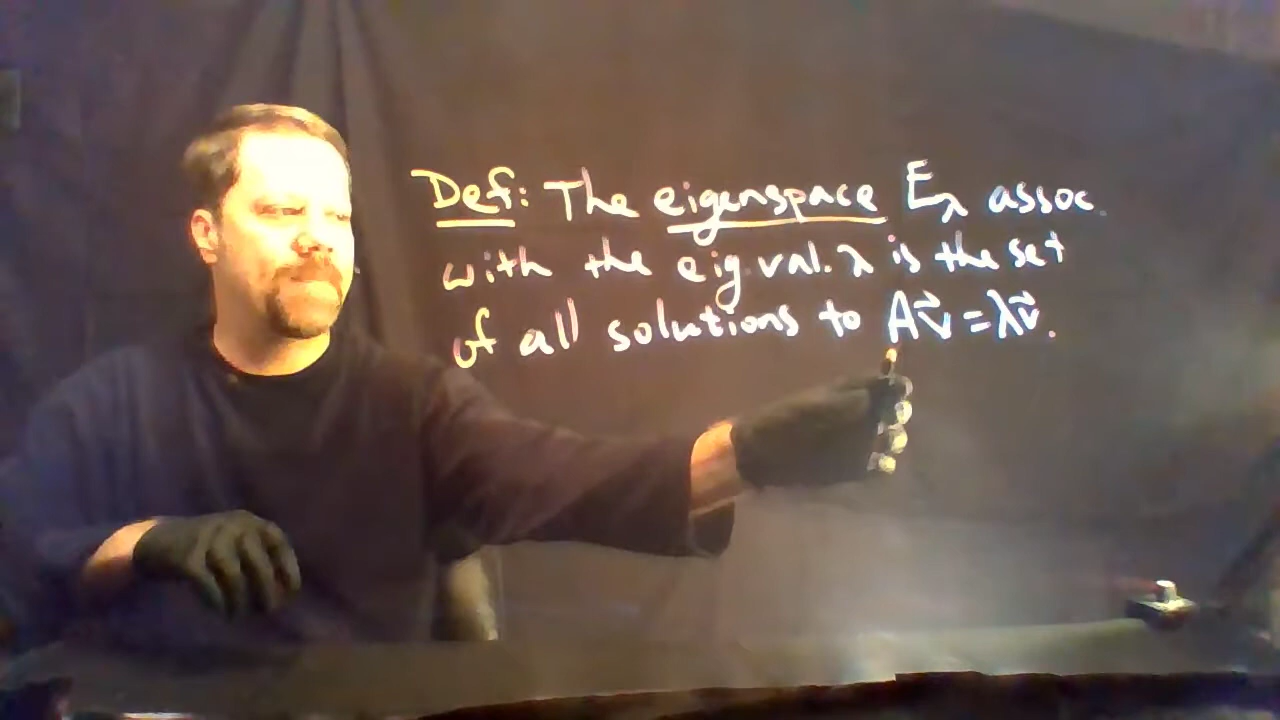 Def: The eigenspace E_λ assoc.
with the eig.val. λ is the set
of all solutions to Av⃗ = λv⃗.